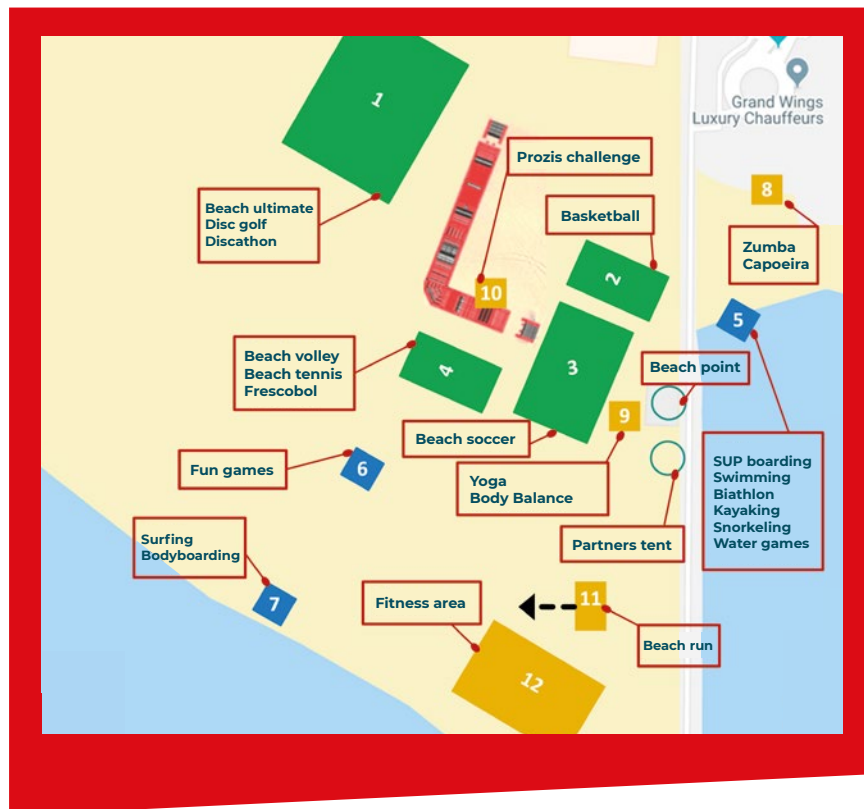 1
Grand Wings
Luxury Chauffeurs
Prozis challenge
8
Beach ultimate
Disc golf
Discathon
Basketball
Zumba
Capoeira
2
10
5
Beach volley
Beach tennis
Frescobol
4
3
Beach point
9
Beach soccer
Fun games
6
Yoga
Body Balance
SUP boarding
Swimming
Biathlon
Kayaking
Snorkeling
Water games
Surfing
Bodyboarding
Partners tent
7
Fitness area
11
Beach run
12